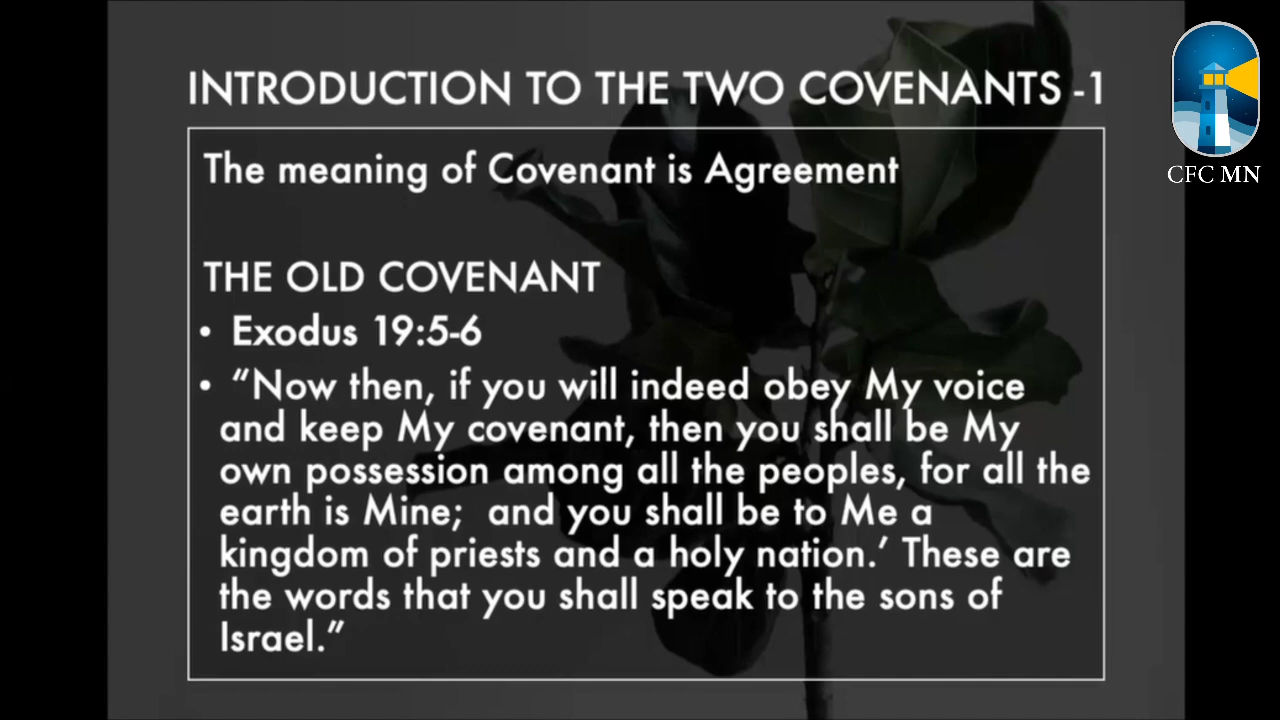 INTRODUCTION TO THE TWO COVENANTS -1
CFC MN
The meaning of Covenant is Agreement
THE OLD COVENANT
• Exodus 19:5-6
• “Now then, if you will indeed obey My voice
and keep My covenant, then you shall be My
own possession among all the peoples, for all the
earth is Mine;  and you shall be to Me a
kingdom of priests and a holy nation.’ These are
the words that you shall speak to the sons of
Israel.”